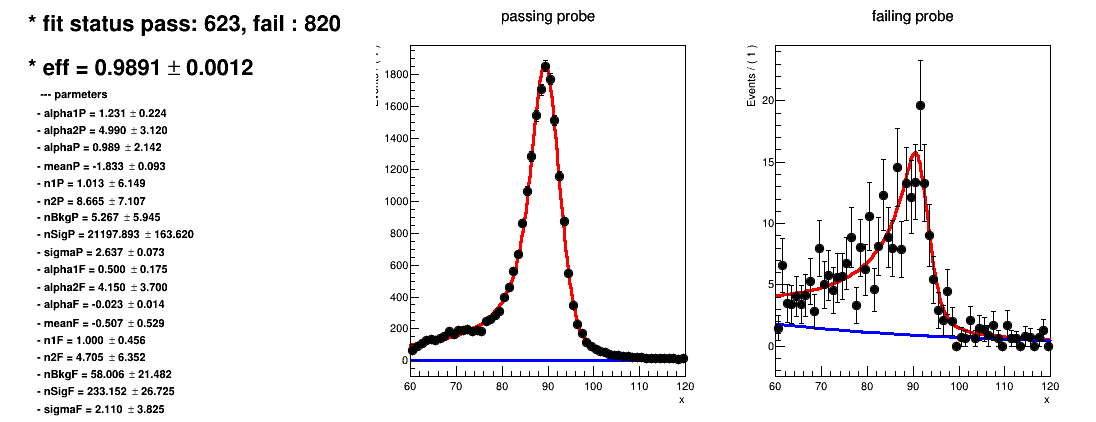 * fit status pass: 623, fail : 820
* eff = 0.9891 ± 0.0012
--- parmeters
- alpha1P = 1.231 ± 0.224
- alpha2P = 4.990 ± 3.120
- alphaP = 0.989 ± 2.142
- meanP = -1.833 ± 0.093
- n1P = 1.013 ± 6.149
- n2P = 8.665 ± 7.107
- nBkgP = 5.267 ± 5.945
- nSigP = 21197.893 ± 163.620
- sigmaP = 2.637 ± 0.073
- alpha1F = 0.500 ± 0.175
- alpha2F = 4.150 ± 3.700
- alphaF = -0.023 ± 0.014
- meanF = -0.507 ± 0.529
- n1F = 1.000 ± 0.456
- n2F = 4.705 ± 6.352
- nBkgF = 58.006 ± 21.482
- nSigF = 233.152 ± 26.725
- sigmaF = 2.110 ± 3.825
passing probe
1800
1600
1400
1200
1000
800
600
400
200
0
60 70 80 90 100 110 120
x
failing probe
Events / ( 1 )
20
15
10
5
0
60 70 80 90 100 110 120
x